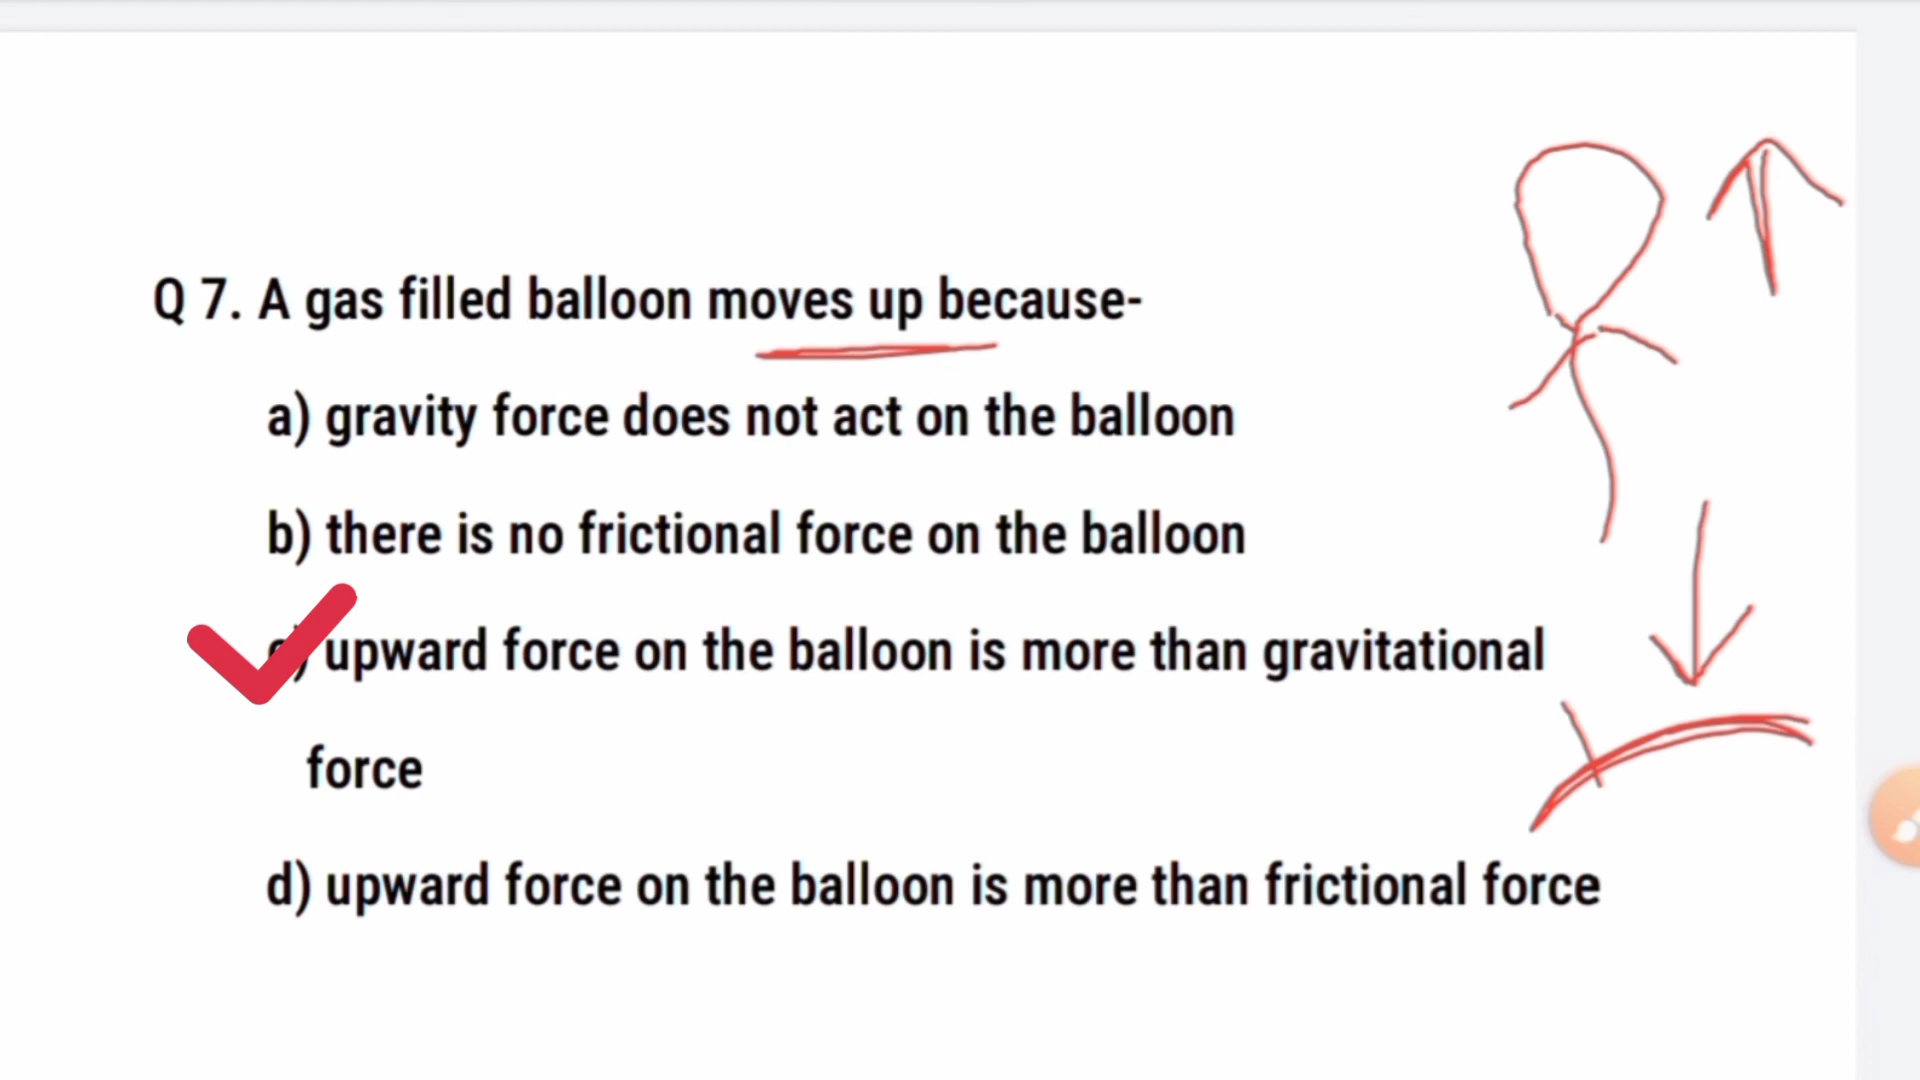 Q 7. A gas filled balloon moves up because-
a) gravity force does not act on the balloon
b) there is no frictional force on the balloon
c) upward force on the balloon is more than gravitational
force
d) upward force on the balloon is more than frictional force